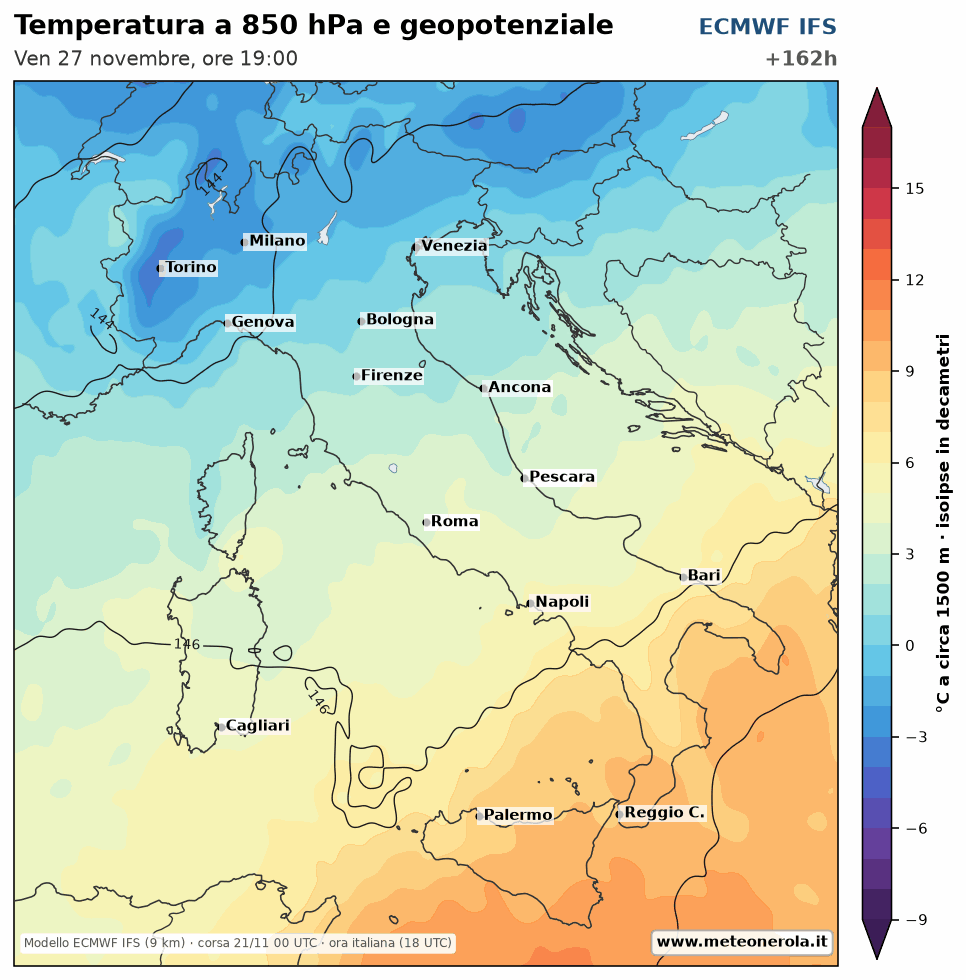 Temperatura a 850 hPa e geopotenziale
ECMWF IFS
Ven 27 novembre, ore 19:00
+162h
144
Milano
Venezia
Torino
144
Genova
Bologna
Firenze
Ancona
Pescara
Roma
Bari
Napoli
146
146
Cagliari
Palermo
Reggio C.
15
12
9
6
3
0
−3
−6
−9
°C a circa 1500 m · isoipse in decametri
Modello ECMWF IFS (9 km) · corsa 21/11 00 UTC · ora italiana (18 UTC)
www.meteonerola.it